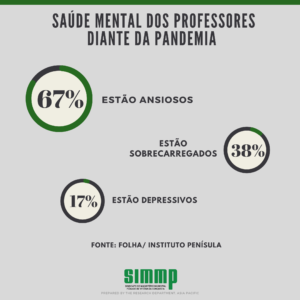 SAÚDE MENTAL DOS PROFESSORES
DIANTE DA PANDEMIA
67%
ESTÃO ANSIOSOS
ESTÃO
SOBRECARREGADOS
38%
17%
ESTÃO DEPRESSIVOS
FONTE: FOLHA/ INSTITUTO PENÍSULA
SIMMP